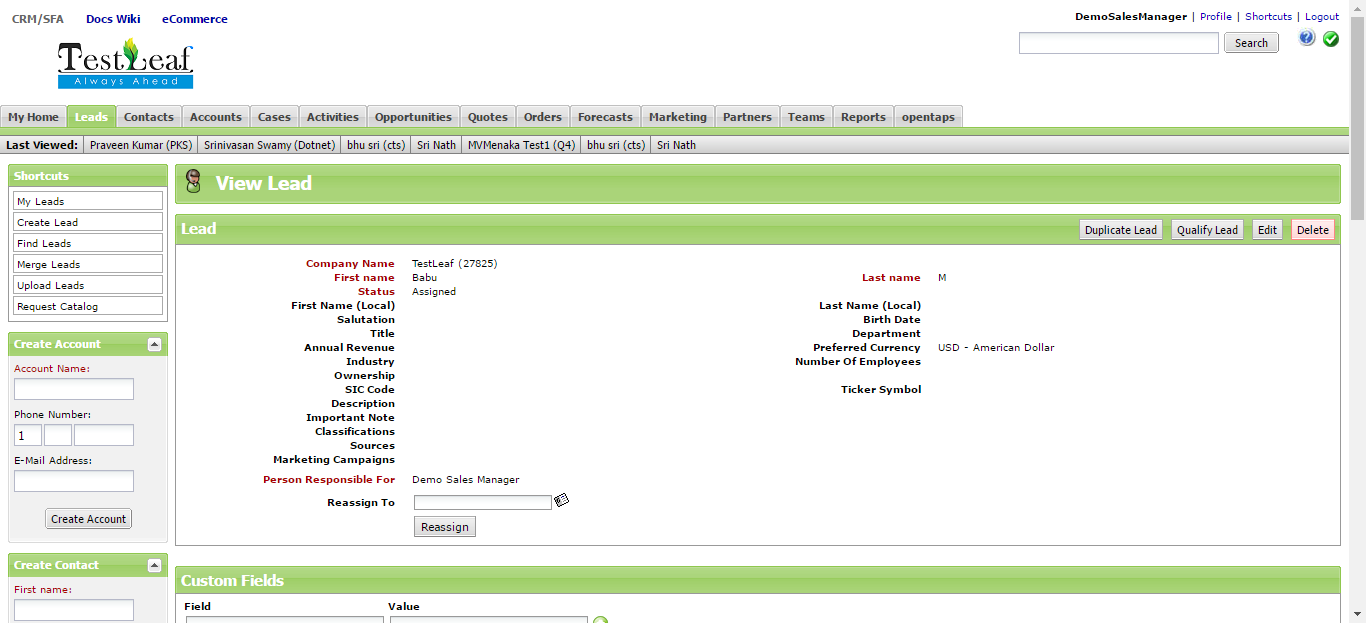 CRM/SFA Docs Wiki eCommerce
DemoSalesManager | Profile | Shortcuts | Logout
TestLeaf
Always Ahead
Search
My Home Leads Contacts Accounts Cases Activities Opportunities Quotes Orders Forecasts Marketing Partners Teams Reports opentaps
Last Viewed: Praveen Kumar (PKS) Srinivasan Swamy (Dotnet) bhu sri (cts) Sri Nath MVMenaka Test1 (Q4) bhu sri (cts) Sri Nath
Shortcuts
My Leads
Create Lead
Find Leads
Merge Leads
Upload Leads
Request Catalog
Create Account
Account Name:
Phone Number:
1
E-Mail Address:
Create Account
Create Contact
First name:
View Lead
Lead Duplicate Lead Qualify Lead Edit Delete
Company Name TestLeaf (27825)
First name Babu Last name M
Status Assigned
First Name (Local) Last Name (Local)
Salutation Birth Date
Title Department
Annual Revenue Preferred Currency USD - American Dollar
Industry Number Of Employees
Ownership
SIC Code Ticker Symbol
Description
Important Note
Classifications
Sources
Marketing Campaigns
Person Responsible For Demo Sales Manager
Reassign To
Reassign
Custom Fields
Field Value